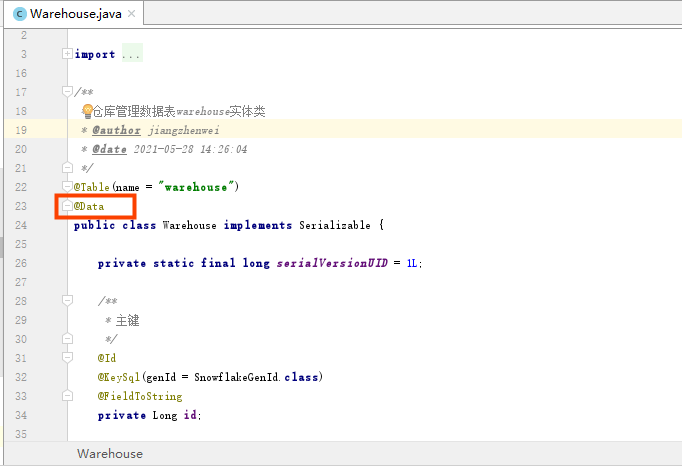 Warehouse.java
2
3 import ...
16
17 /**
18 仓库管理数据表warehouse实体类
19 * @author jiangzhenwei
20 * @date 2021-05-28 14:26:04
21 */
22 @Table(name = "warehouse")
23 @Data
24 public class Warehouse implements Serializable {
25
26 private static final long serialVersionUID = 1L;
27
28 /**
29 * 主键
30 */
31 @Id
32 @KeySql(genId = SnowflakeGenId.class)
33 @FieldToString
34 private Long id;
35
Warehouse